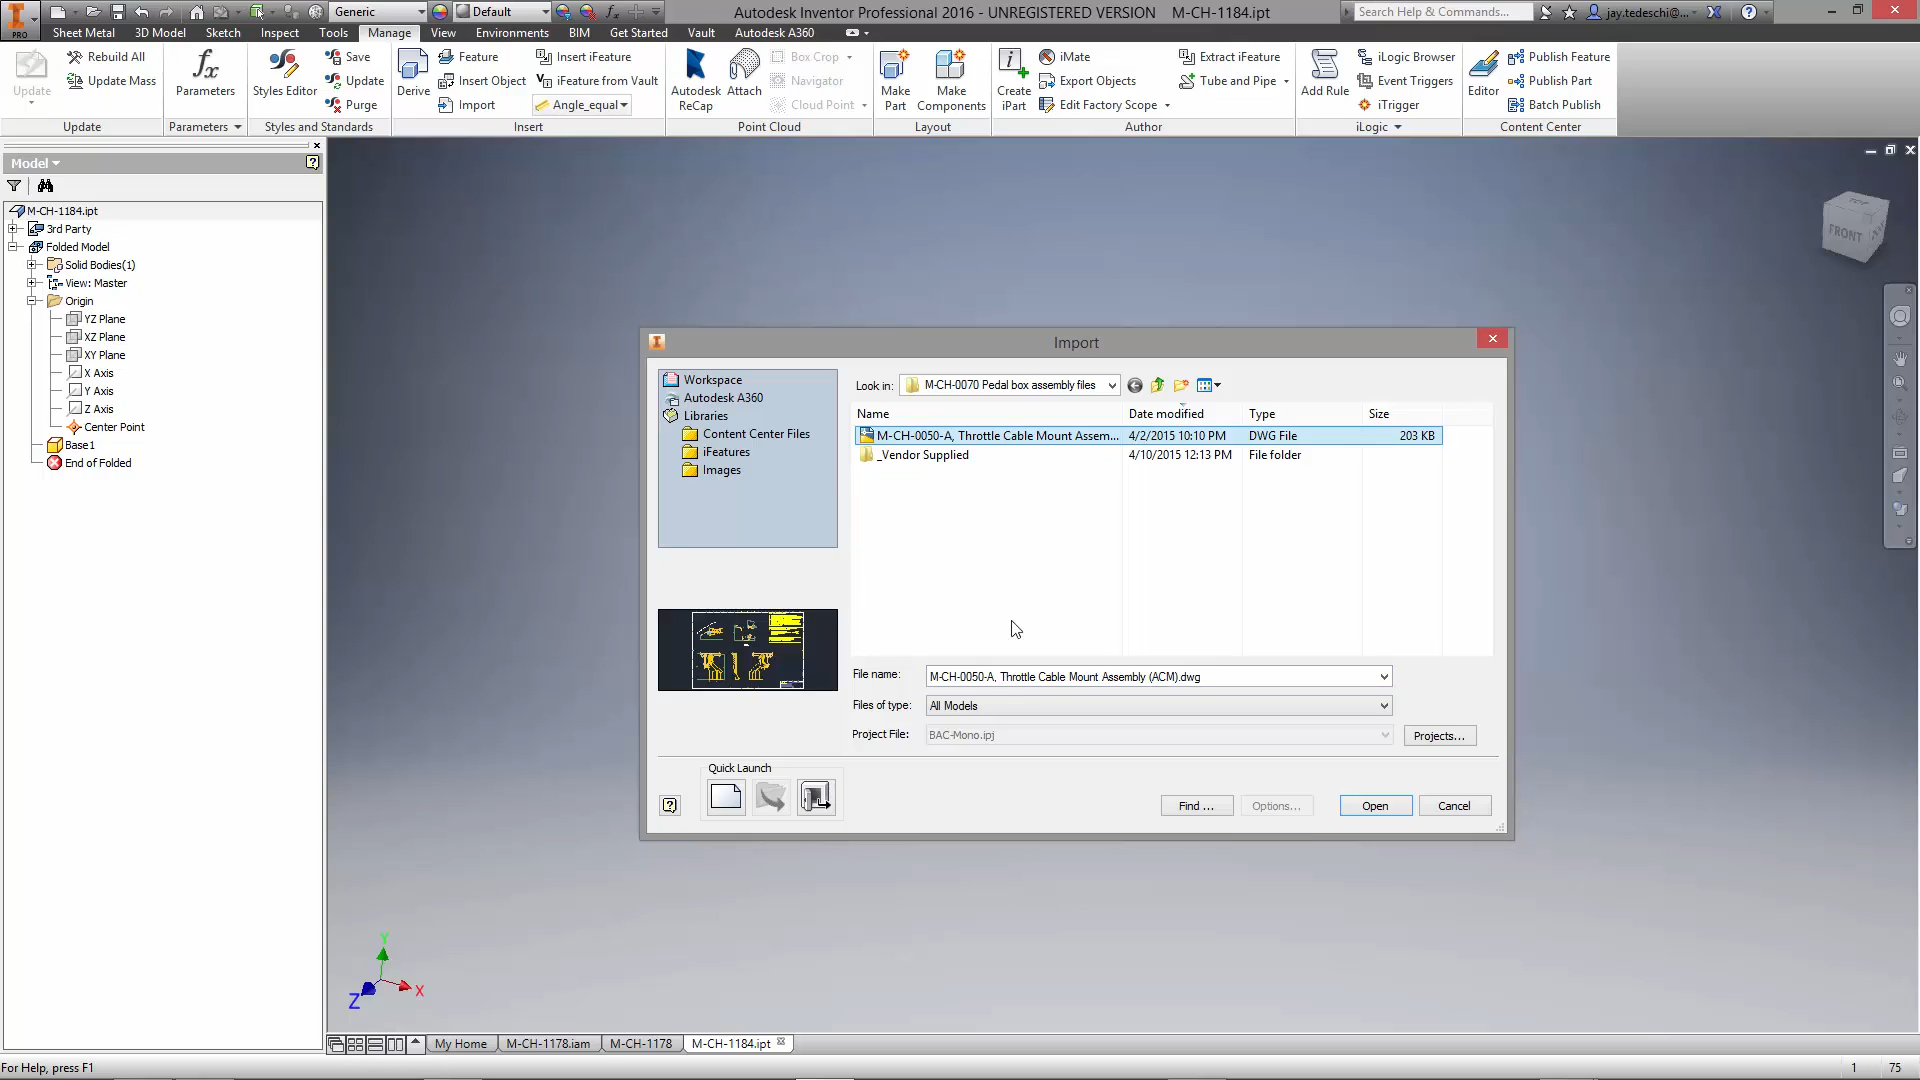 Generic
Default
Autodesk Inventor Professional 2016 - UNREGISTERED VERSION M-CH-1184.ipt
Search Help & Commands...
jay.tedeschi@...
PRO
Sheet Metal 3D Model Sketch Inspect Tools Manage View Environments BIM Get Started Vault Autodesk A360
Update
Rebuild All
Update Mass
Update
Parameters
Parameters
Styles Editor
Save
Update
Purge
Styles and Standards
Derive
Feature
Insert Object
Import
Insert iFeature
iFeature from Vault
Angle_equal
Insert
Autodesk ReCap
Attach
Box Crop
Navigator
Cloud Point
Point Cloud
Make Part
Make Components
Layout
Create iPart
iMate
Export Objects
Edit Factory Scope
Extract iFeature
Tube and Pipe
Author
Add Rule
iLogic Browser
Event Triggers
iTrigger
iLogic
Editor
Publish Feature
Publish Part
Batch Publish
Content Center
Model
M-CH-1184.ipt
3rd Party
Folded Model
Solid Bodies(1)
View: Master
Origin
YZ Plane
XZ Plane
XY Plane
X Axis
Y Axis
Z Axis
Center Point
Base1
End of Folded
TOP
FRONT
Import
Workspace
Autodesk A360
Libraries
Content Center Files
iFeatures
Images
Look in: M-CH-0070 Pedal box assembly files
Name Date modified Type Size
M-CH-0050-A, Throttle Cable Mount Assem... 4/2/2015 10:10 PM DWG File 203 KB
_Vendor Supplied 4/10/2015 12:13 PM File folder
File name: M-CH-0050-A, Throttle Cable Mount Assembly (ACM).dwg
Files of type: All Models
Project File: BAC-Mono.ipj Projects...
Quick Launch
Find ... Options... Open Cancel
Y
X
Z
My Home M-CH-1178.iam M-CH-1178 M-CH-1184.ipt
For Help, press F1
1 75